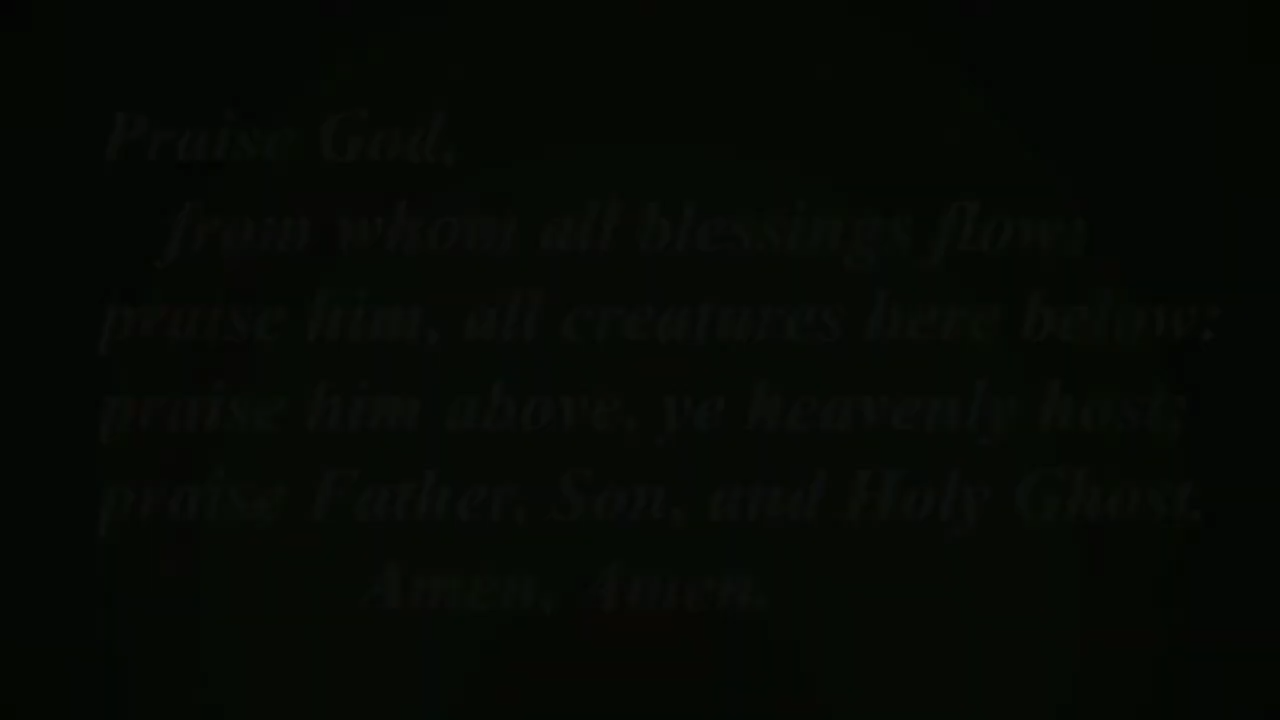 Praise God,
from whom all blessings flow;
praise him, all creatures here below;
praise him above, ye heavenly host;
praise Father, Son, and Holy Ghost.
Amen, Amen.